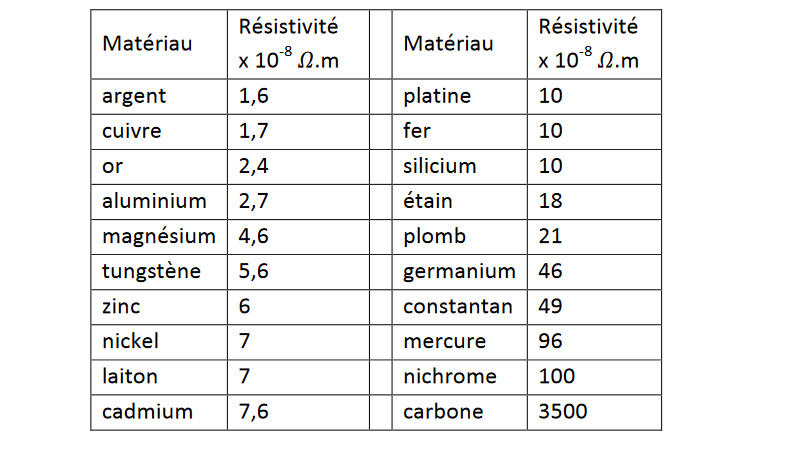 Matériau Résistivité x 10⁻⁸ Ω.m Matériau Résistivité x 10⁻⁸ Ω.m
argent 1,6 platine 10
cuivre 1,7 fer 10
or 2,4 silicium 10
aluminium 2,7 étain 18
magnésium 4,6 plomb 21
tungstène 5,6 germanium 46
zinc 6 constantan 49
nickel 7 mercure 96
laiton 7 nichrome 100
cadmium 7,6 carbone 3500